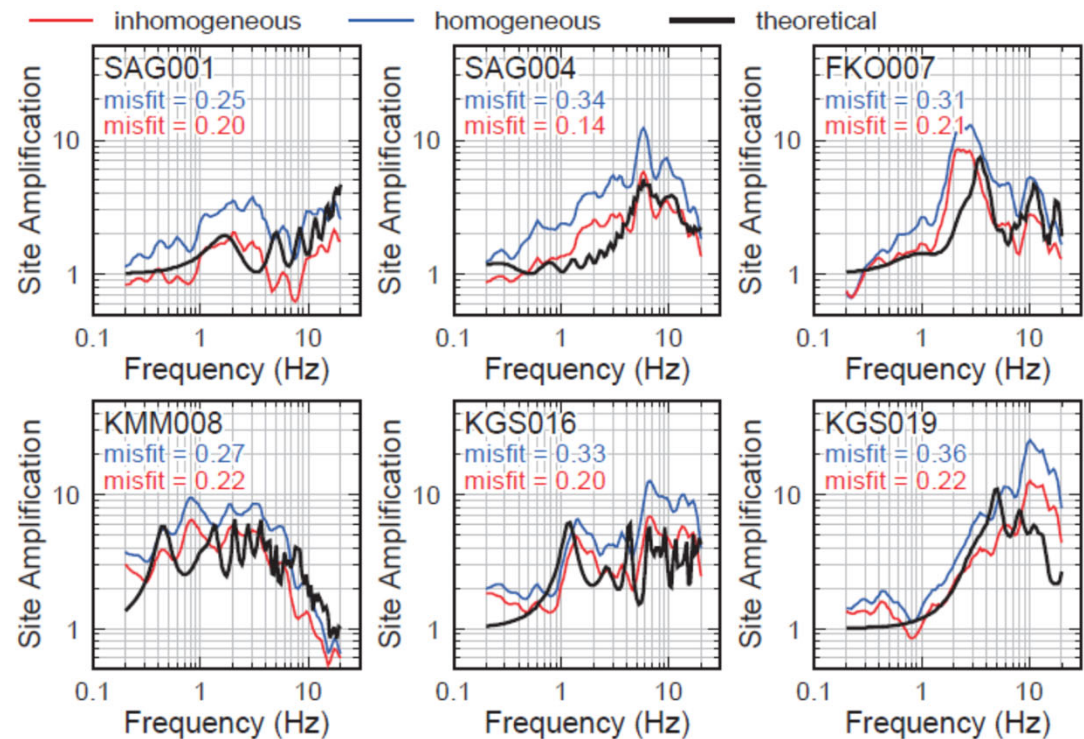 inhomogeneous homogeneous theoretical
SAG001
misfit = 0.25
misfit = 0.20
Site Amplification
10
1
0.1 1 10
Frequency (Hz)
SAG004
misfit = 0.34
misfit = 0.14
Site Amplification
10
1
0.1 1 10
Frequency (Hz)
FKO007
misfit = 0.31
misfit = 0.21
Site Amplification
10
1
0.1 1 10
Frequency (Hz)
KMM008
misfit = 0.27
misfit = 0.22
Site Amplification
10
1
0.1 1 10
Frequency (Hz)
KGS016
misfit = 0.33
misfit = 0.20
Site Amplification
10
1
0.1 1 10
Frequency (Hz)
KGS019
misfit = 0.36
misfit = 0.22
Site Amplification
10
1
0.1 1 10
Frequency (Hz)